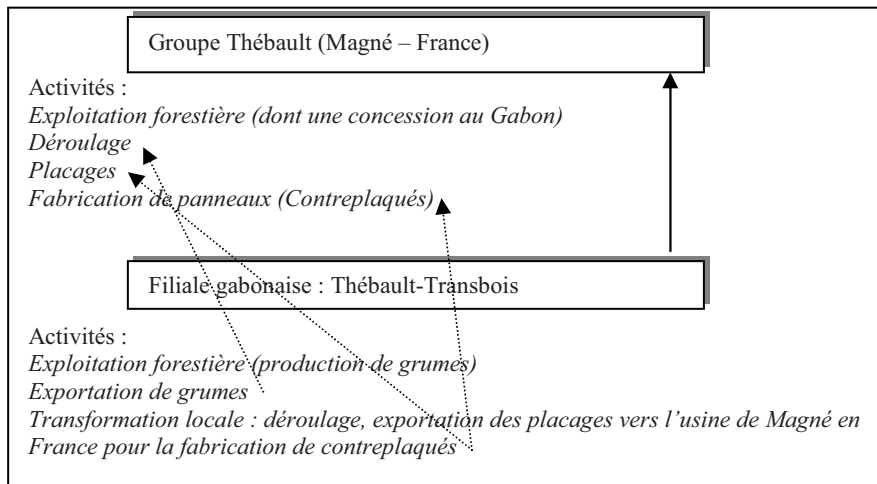 Groupe Thébault (Magné – France)
Activités :
Exploitation forestière (dont une concession au Gabon)
Déroulage
Placages
Fabrication de panneaux (Contreplaqués)
Filiale gabonaise : Thébault-Transbois
Activités :
Exploitation forestière (production de grumes)
Exportation de grumes
Transformation locale : déroulage, exportation des placages vers l’usine de Magné en
France pour la fabrication de contreplaqués